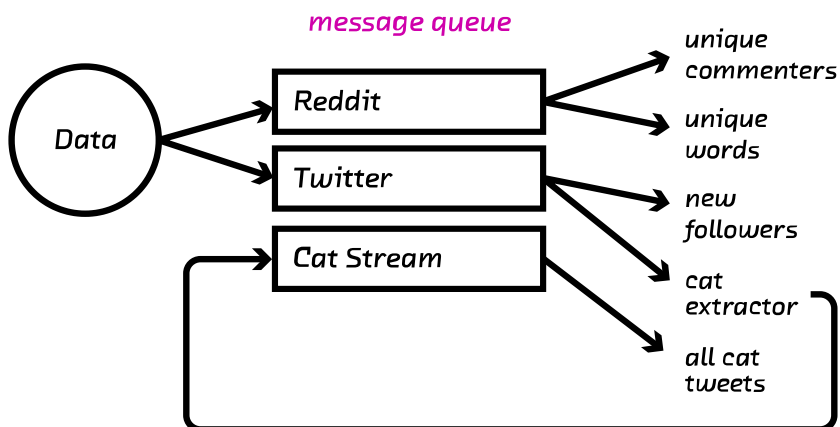 message queue
Data
Reddit
Twitter
Cat Stream
unique
commenters
unique
words
new
followers
cat
extractor
all cat
tweets